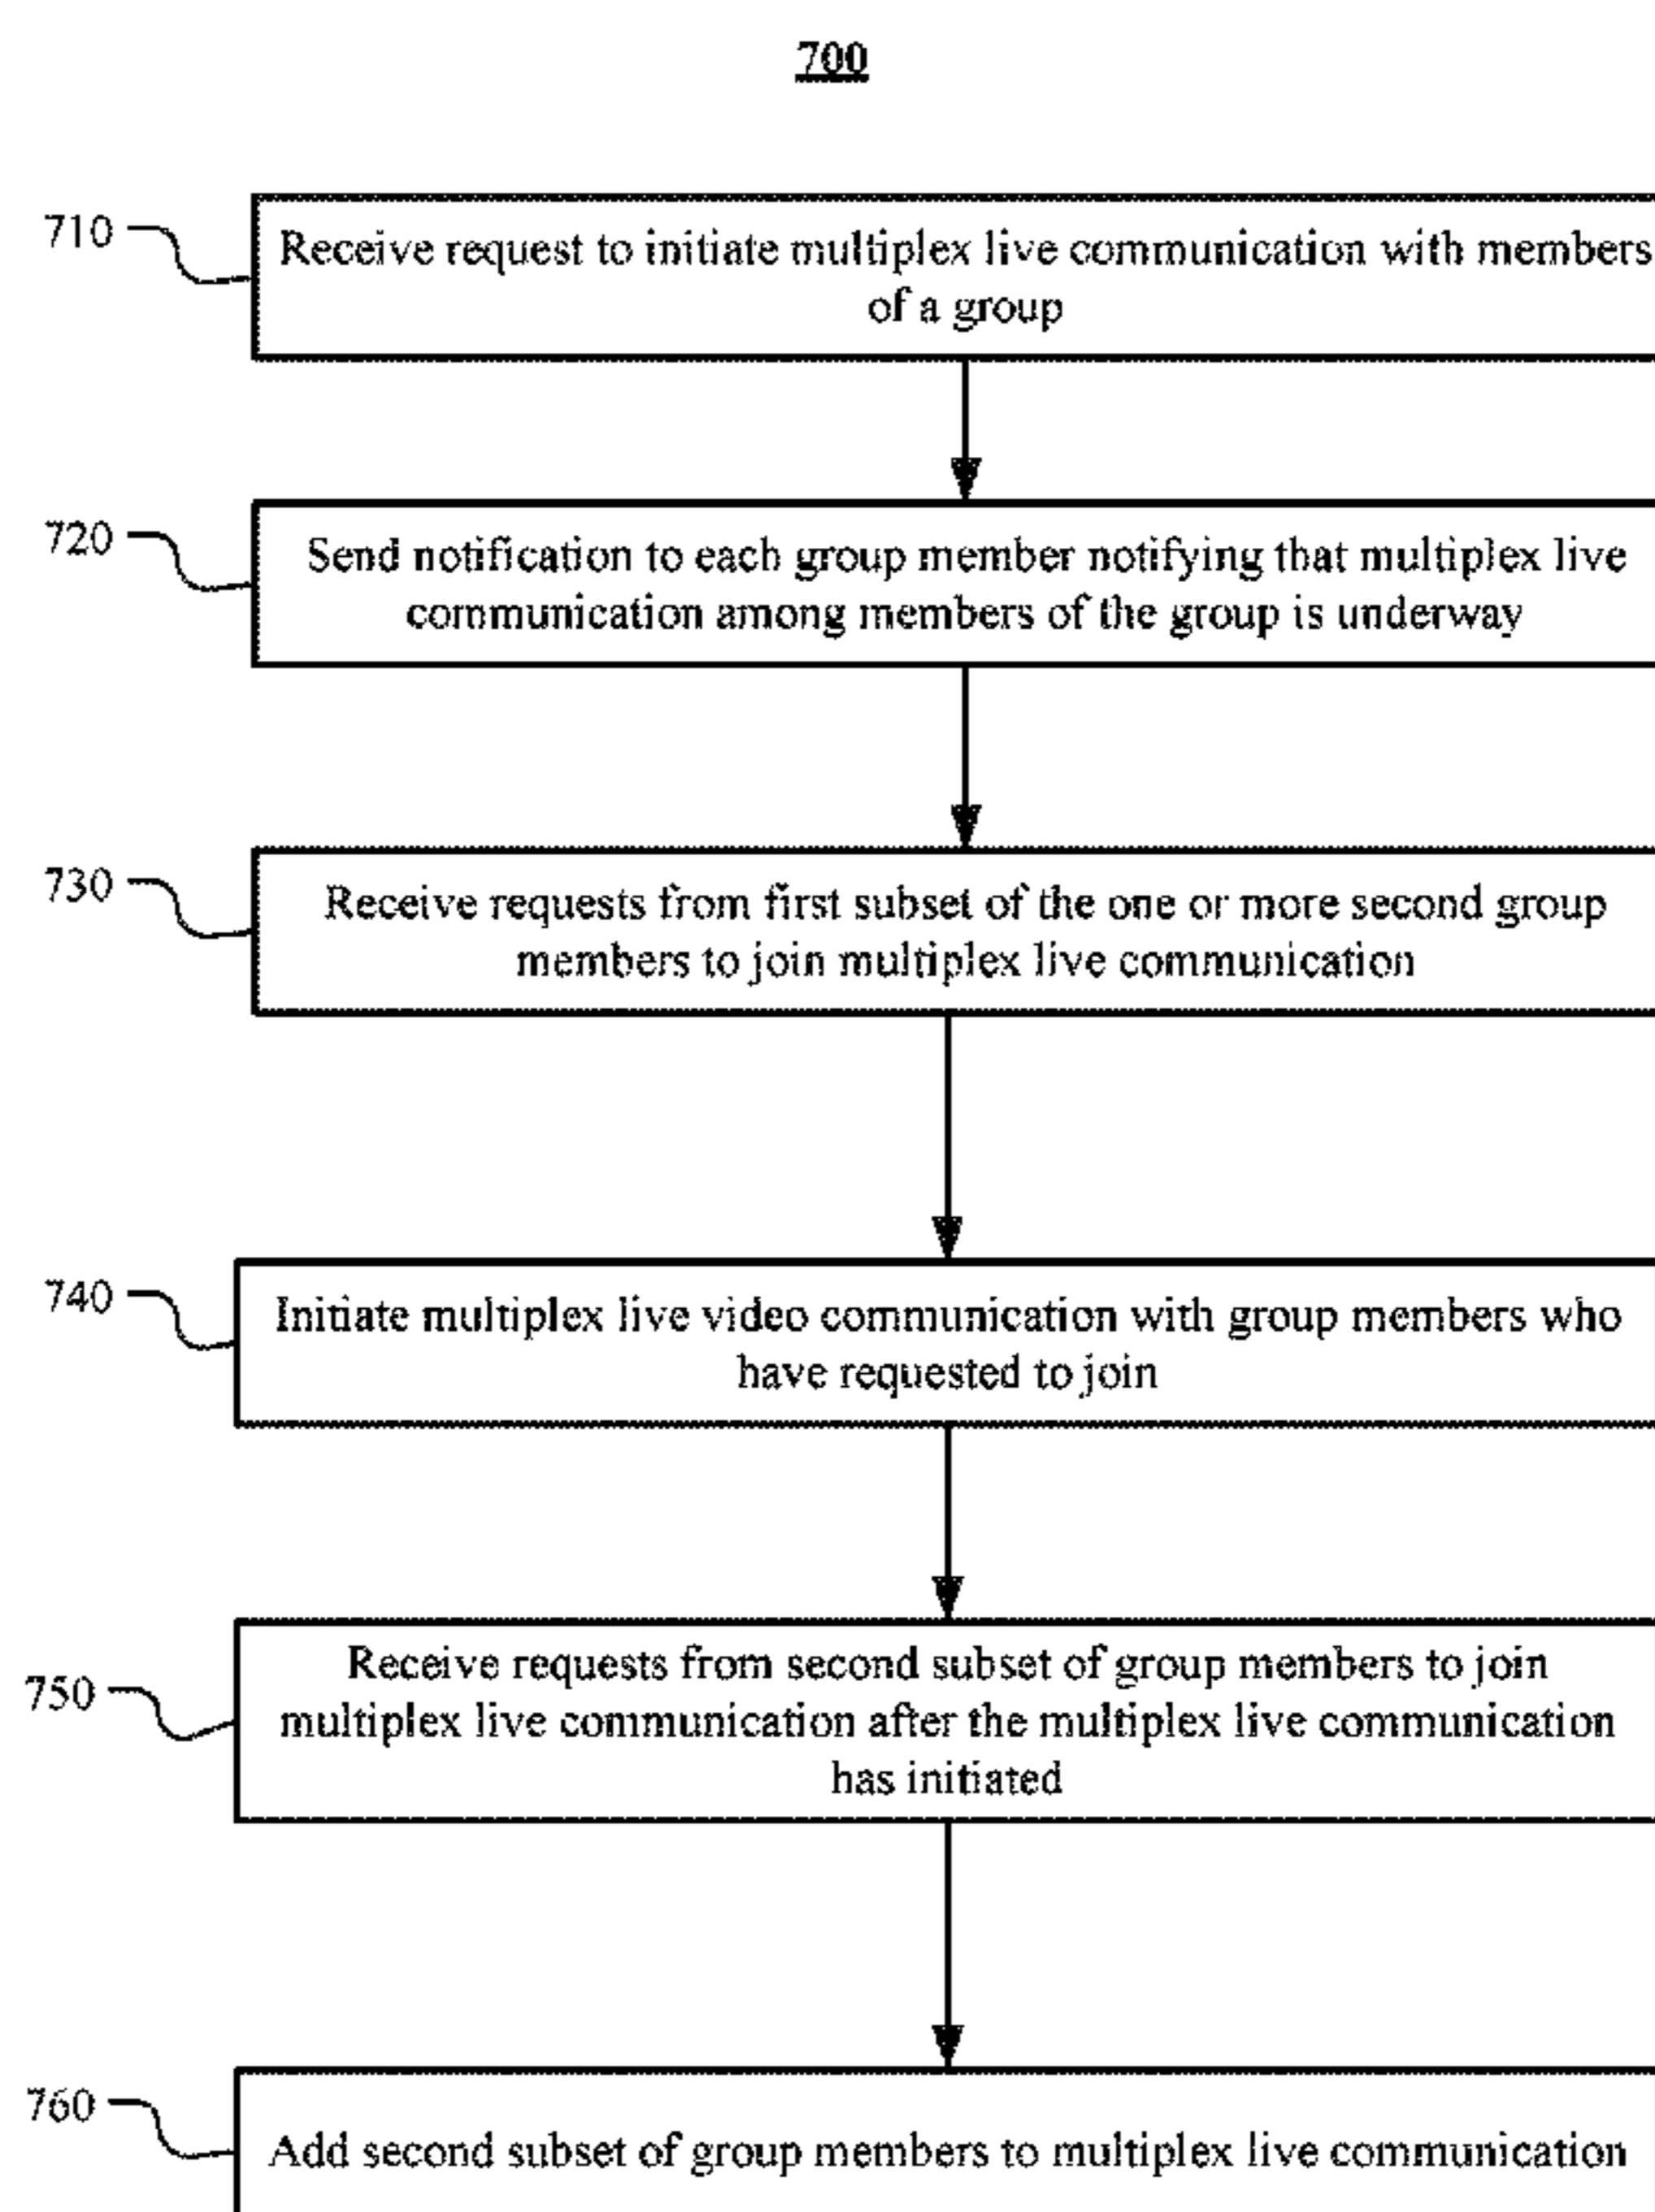 700
710
Receive request to initiate multiplex live communication with members
of a group
720
Send notification to each group member notifying that multiplex live
communication among members of the group is underway
730
Receive requests from first subset of the one or more second group
members to join multiplex live communication
740
Initiate multiplex live video communication with group members who
have requested to join
750
Receive requests from second subset of group members to join
multiplex live communication after the multiplex live communication
has initiated
760
Add second subset of group members to multiplex live communication